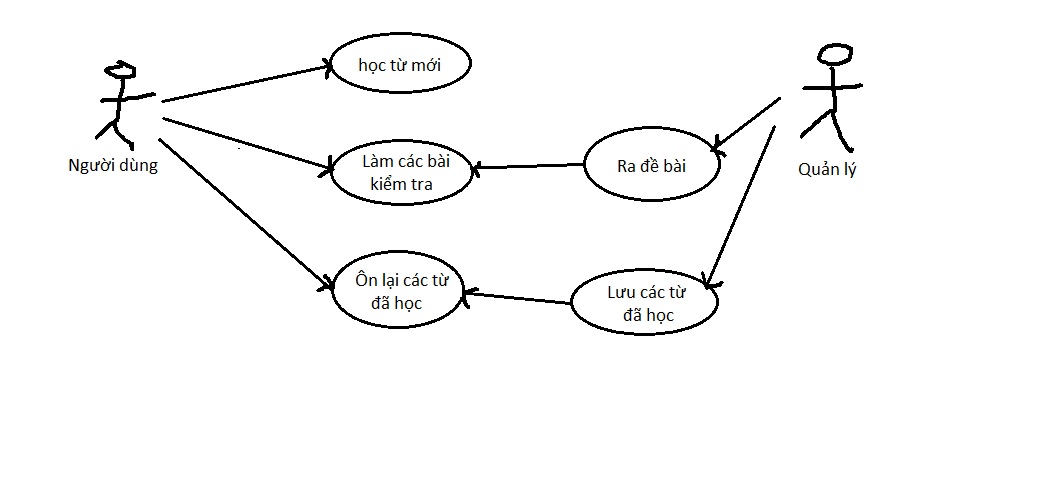 học từ mới
Người dùng
Làm các bài
kiểm tra
Ra đề bài
Quản lý
Ôn lại các từ
đã học
Lưu các từ
đã học